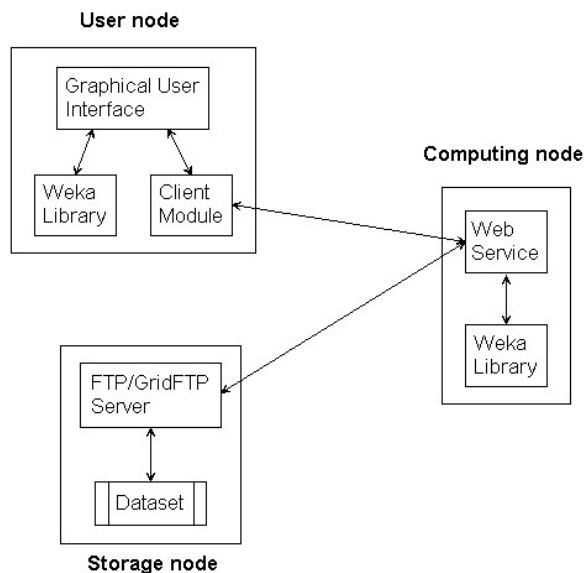 User node
Graphical User
Interface
Weka
Library
Client
Module
Computing node
Web
Service
Weka
Library
FTP/GridFTP
Server
Dataset
Storage node